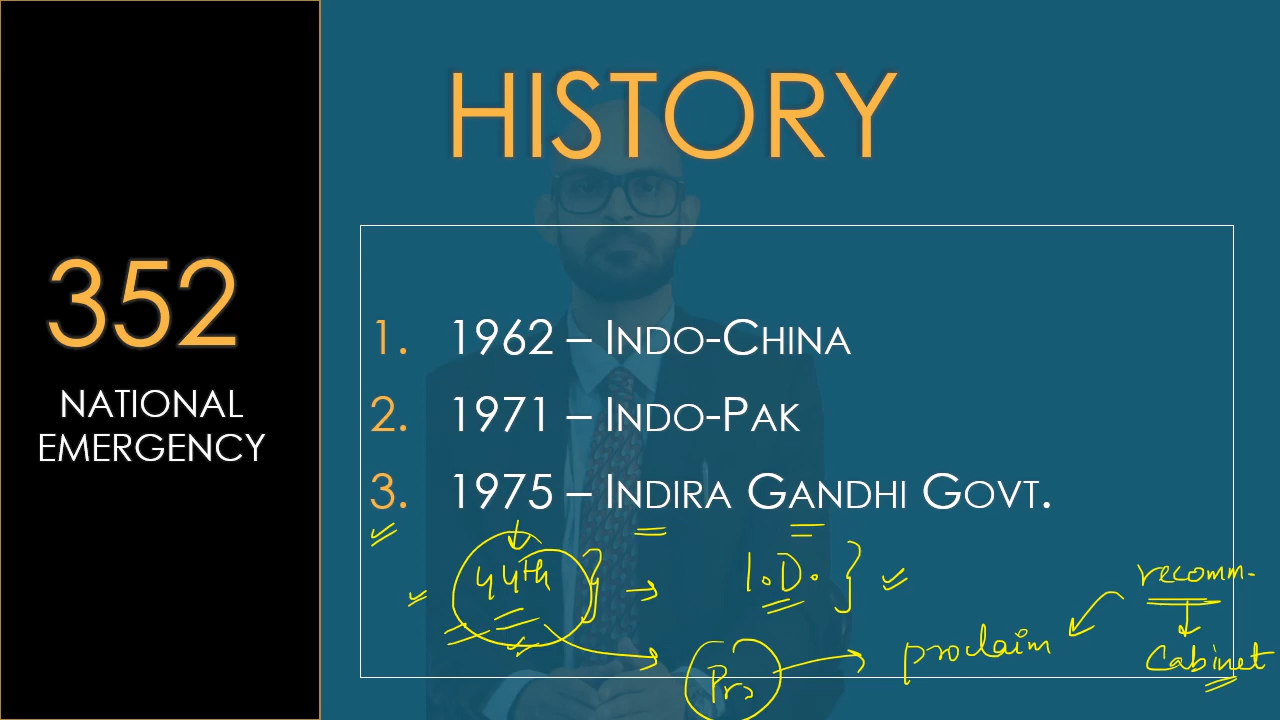 HISTORY
352
NATIONAL
EMERGENCY
1. 1962 – INDO-CHINA
2. 1971 – INDO-PAK
3. 1975 – INDIRA GANDHI GOVT.
44th } → I.D. }
recomm.
Pres → proclaim
Cabinet